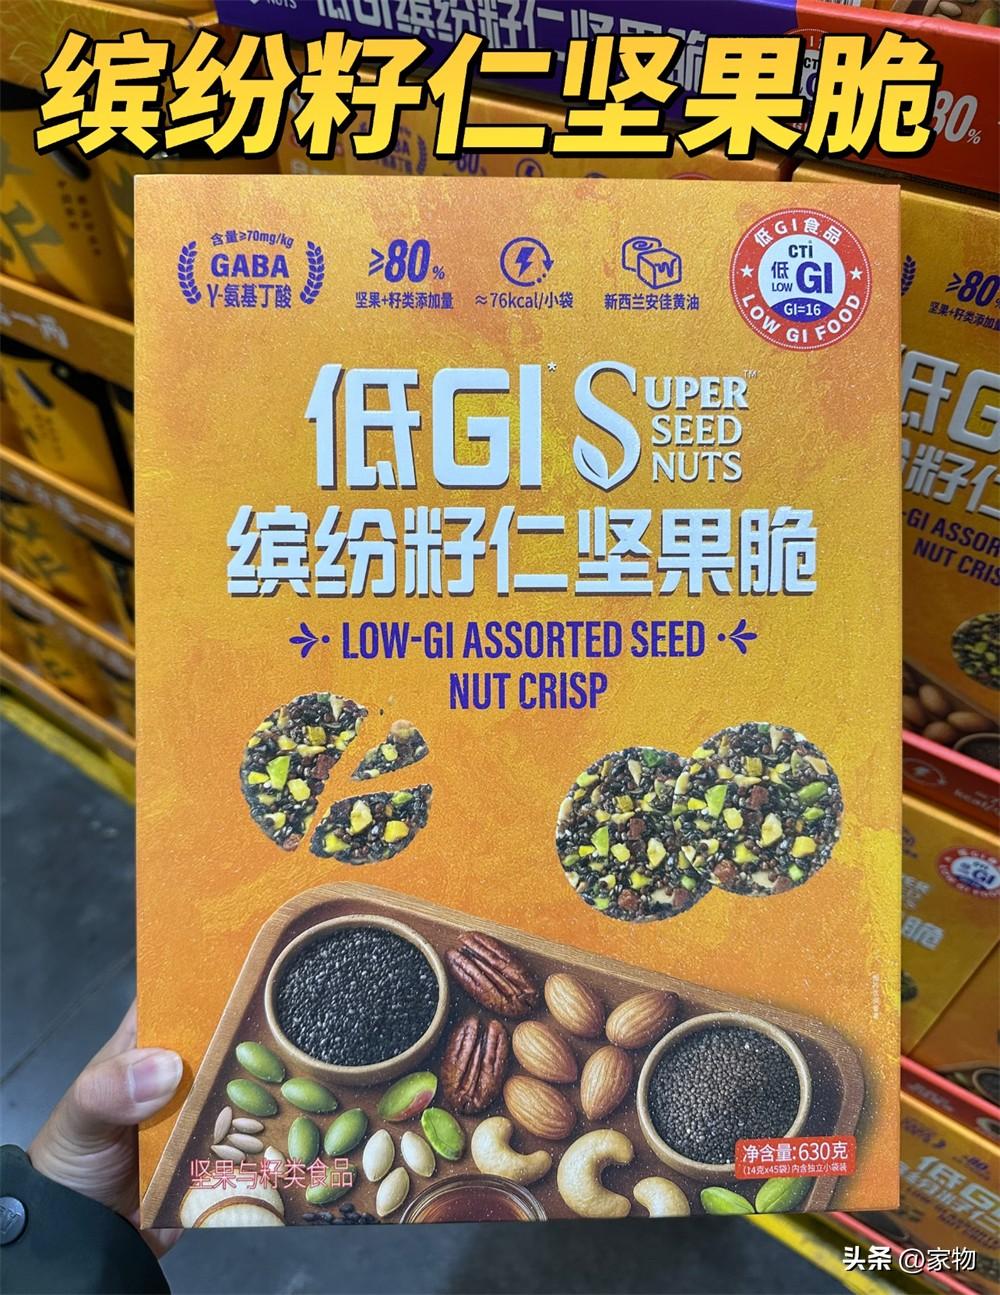 缤纷籽仁坚果脆
含量≥70mg/kg
GABA
γ-氨基丁酸
≥80%
坚果+籽类添加量
≈76kcal/小袋
新西兰安佳黄油
低GI食品
CTI
低
LOW
GI
GI=16
LOW GI FOOD
低GI*
SUPER™
SEED
NUTS
缤纷籽仁坚果脆
LOW-GI ASSORTED SEED
NUT CRISP
坚果与籽类食品
净含量:630克
(14克x45袋)内含独立小袋装
头条 @家物